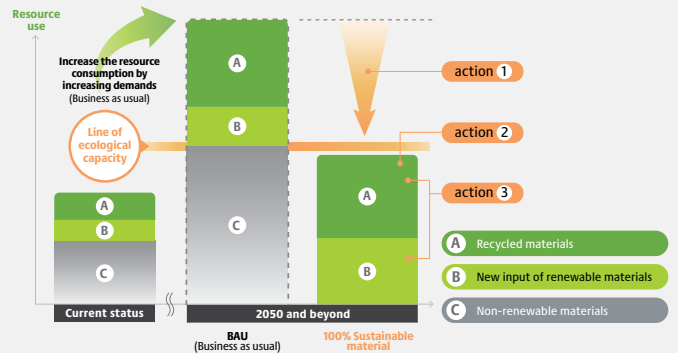 Resource
use
Increase the resource
consumption by
increasing demands
(Business as usual)
Line of
ecological
capacity
A
B
C
A
B
C
A
B
action 1
action 2
action 3
A Recycled materials
B New input of renewable materials
C Non-renewable materials
Current status
2050 and beyond
BAU
(Business as usual)
100% Sustainable
material